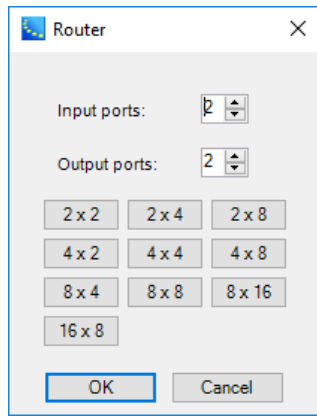 Router
Input ports: 2
Output ports: 2
2 x 2 2 x 4 2 x 8
4 x 2 4 x 4 4 x 8
8 x 4 8 x 8 8 x 16
16 x 8
OK Cancel